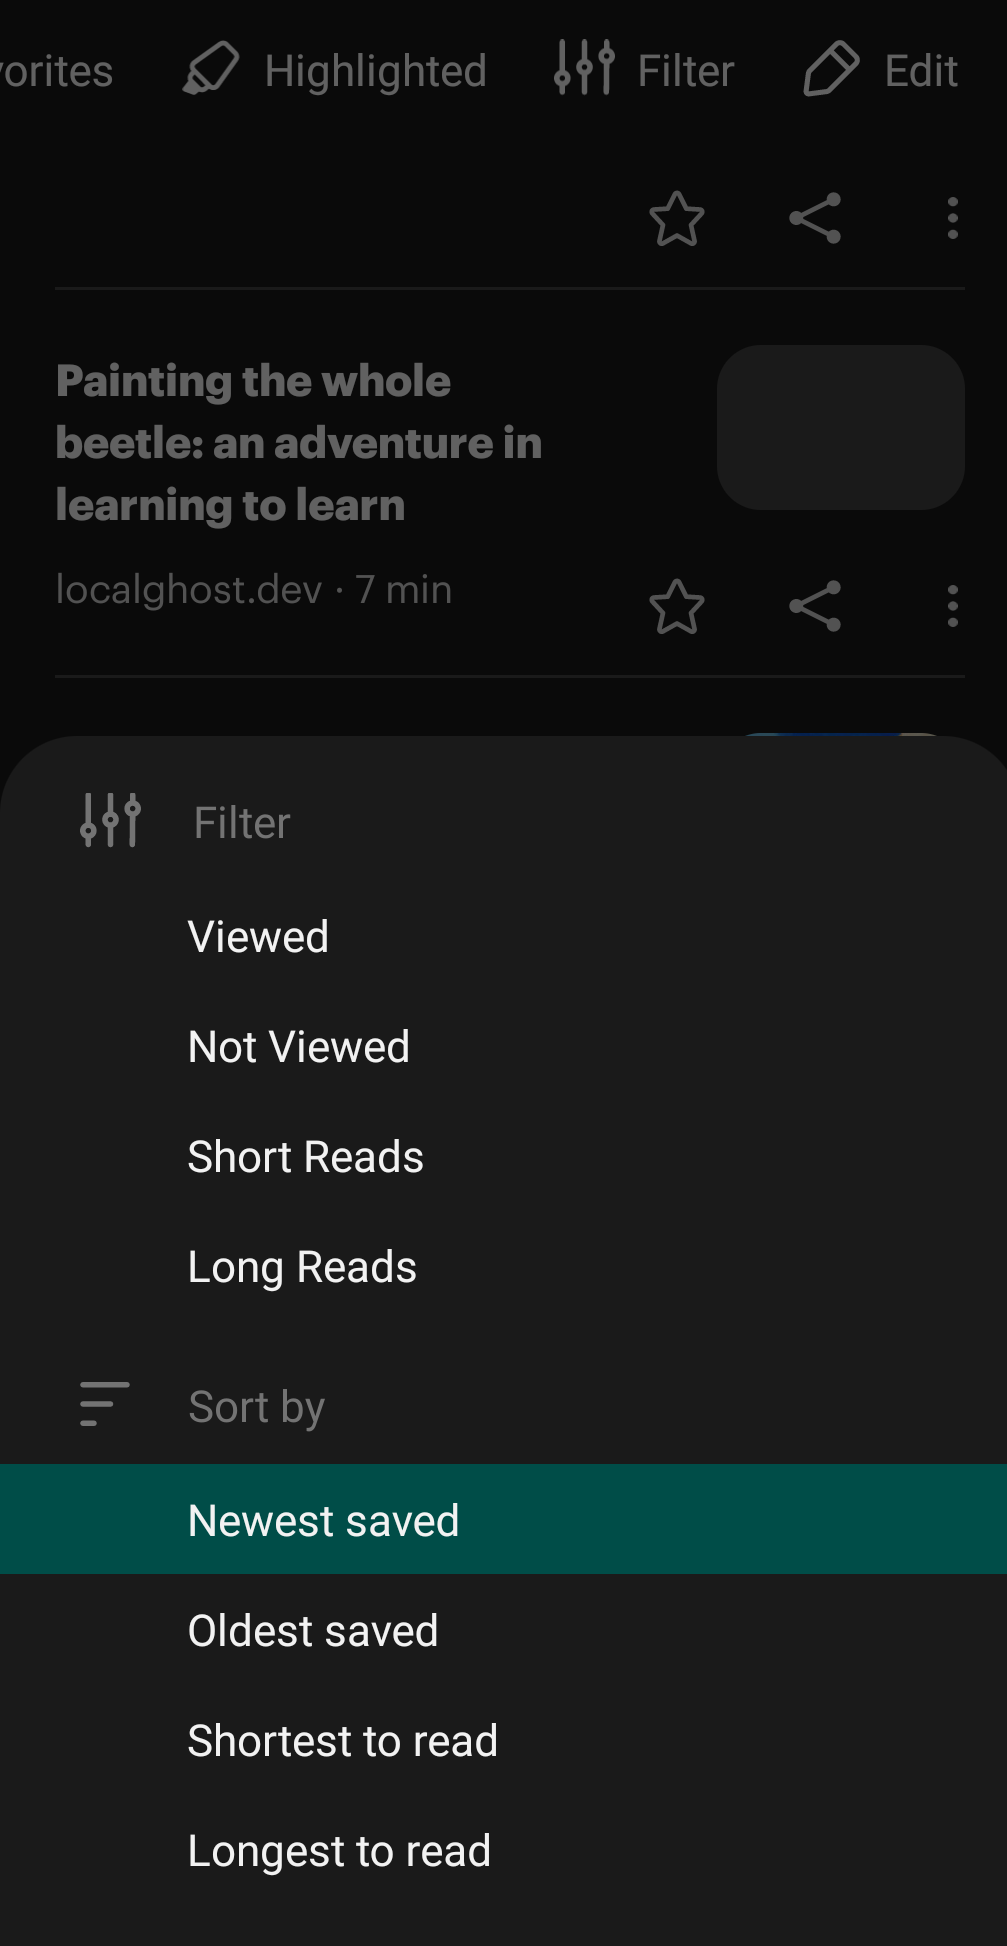 vorites Highlighted Filter Edit
Painting the whole
beetle: an adventure in
learning to learn
localghost.dev · 7 min
Filter
Viewed
Not Viewed
Short Reads
Long Reads
Sort by
Newest saved
Oldest saved
Shortest to read
Longest to read